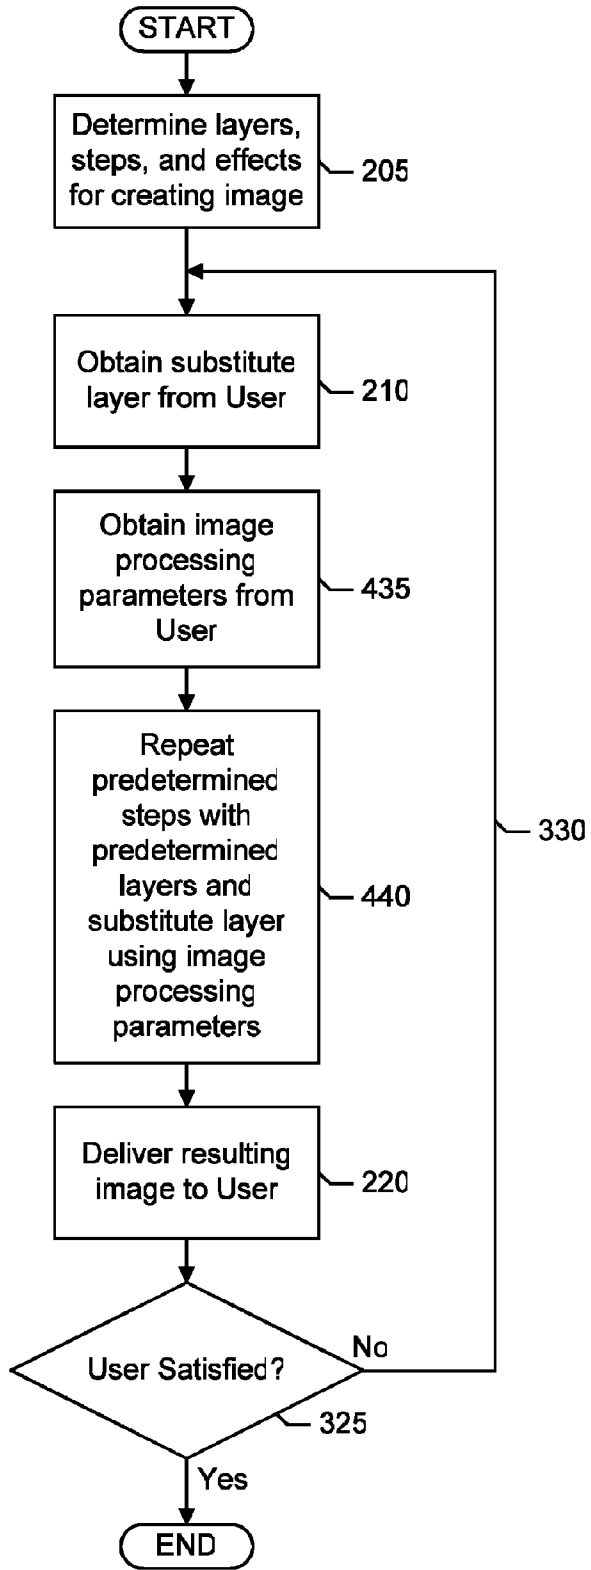 START
Determine layers,
steps, and effects
for creating image
205
Obtain substitute
layer from User
210
Obtain image
processing
parameters from
User
435
Repeat
predetermined
steps with
predetermined
layers and
substitute layer
using image
processing
parameters
440
330
Deliver resulting
image to User
220
User Satisfied?
No
325
Yes
END